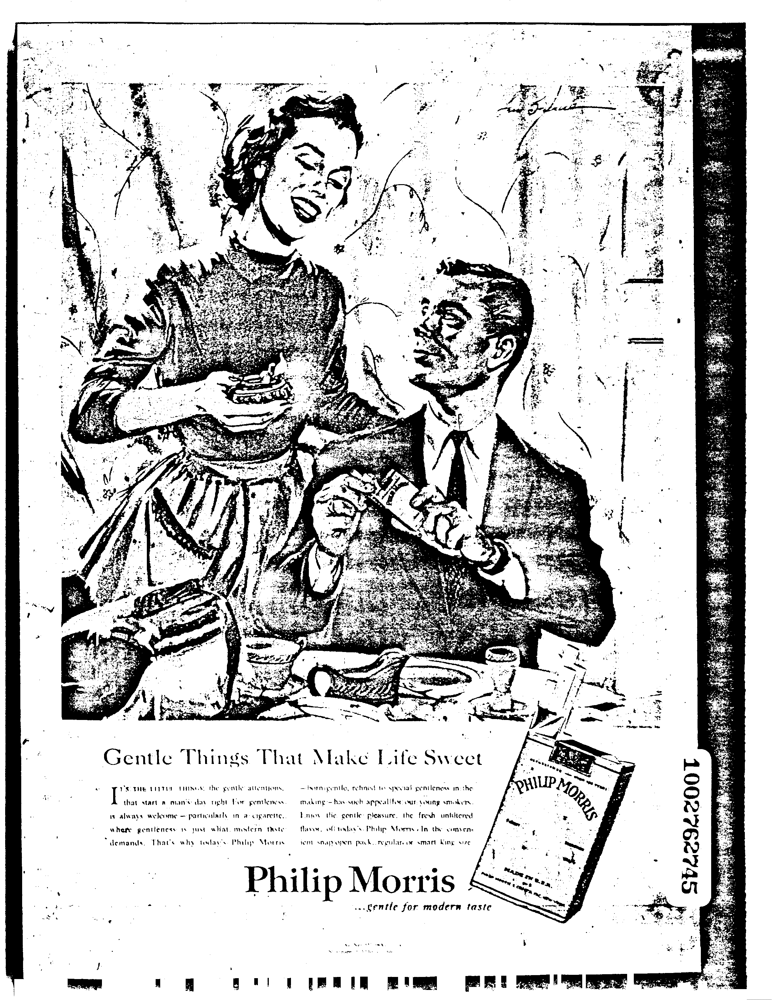 Gentle Things That Make Life Sweet
IT'S THE LITTLE THINGS, the gentle attentions,
that start a man's day right. For gentleness
is always welcome — particularly in a cigarette,
where gentleness is just what modern taste
demands. That's why today's Philip Morris
— born gentle, refined to special gentleness in the
making — has such appeal for our young smokers.
Enjoy the gentle pleasure, the fresh unfiltered
flavor, of today's Philip Morris. In the conven-
ient snap-open pack, regular or smart king size.
PHILIP MORRIS
MADE IN U.S.A.
Philip Morris
...gentle for modern taste
1002762745